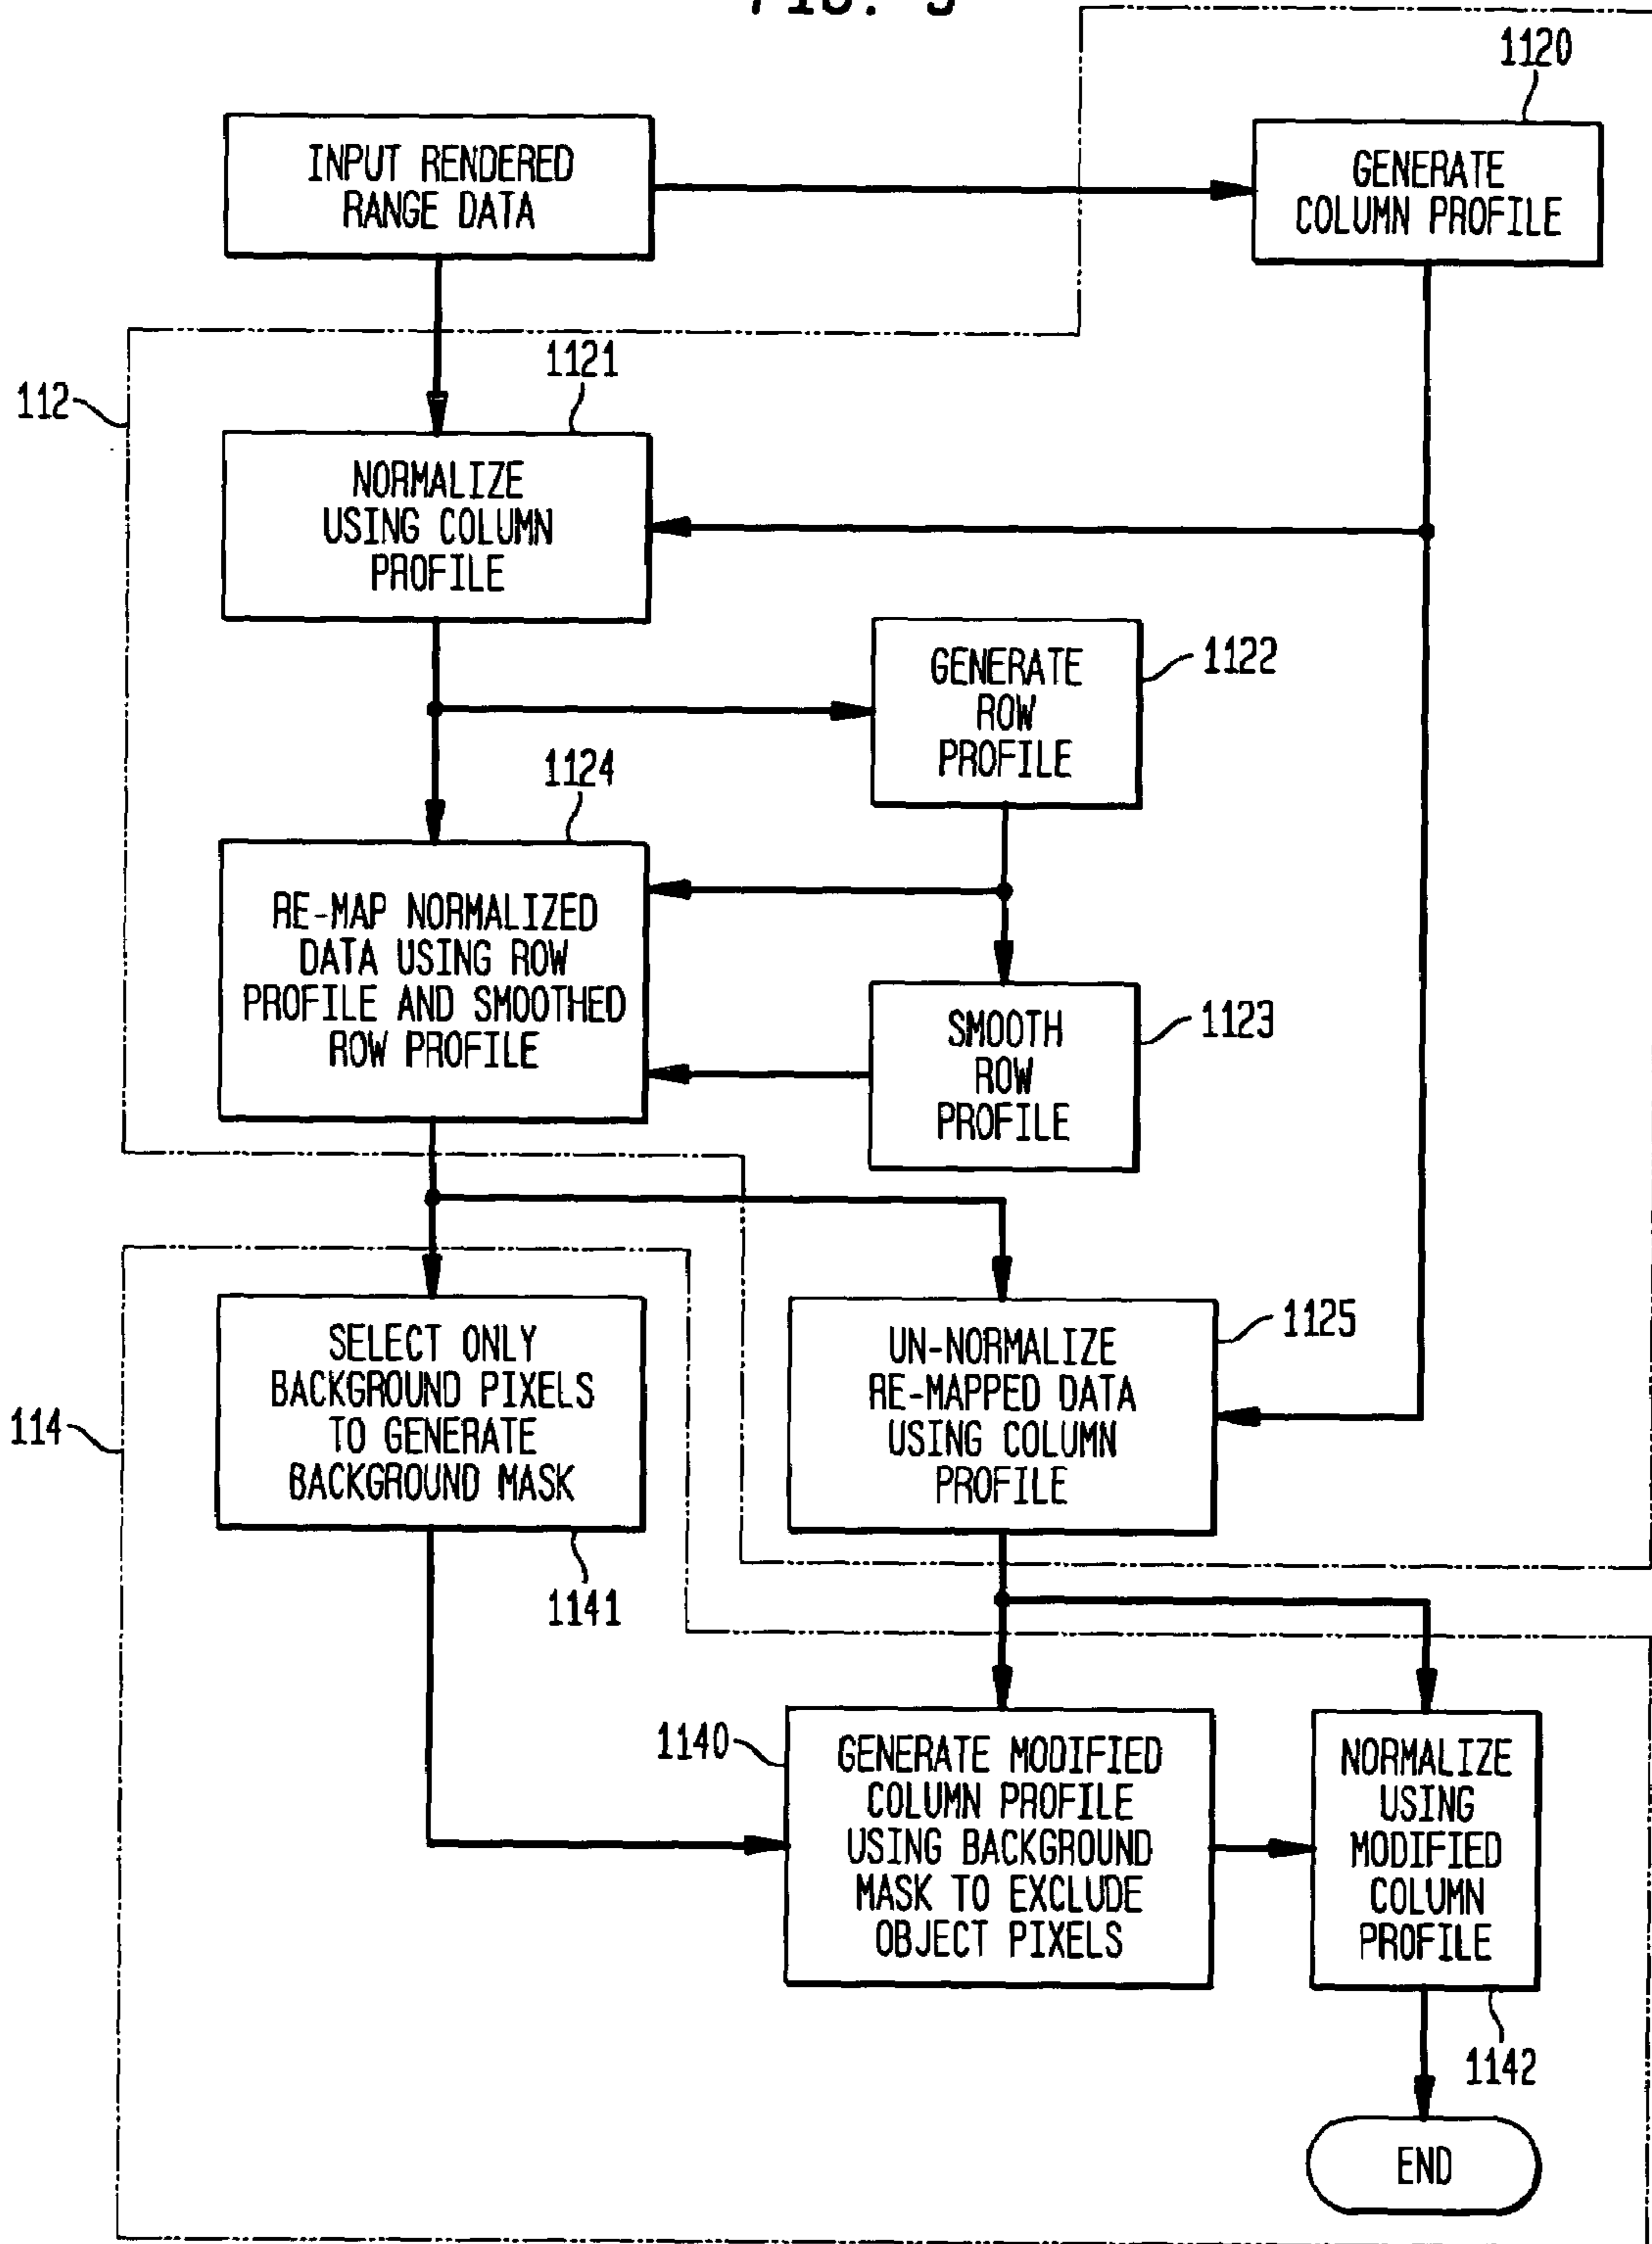 1120
INPUT RENDERED
RANGE DATA
GENERATE
COLUMN PROFILE
112
1121
NORMALIZE
USING COLUMN
PROFILE
GENERATE
ROW
PROFILE
1122
1124
RE-MAP NORMALIZED
DATA USING ROW
PROFILE AND SMOOTHED
ROW PROFILE
SMOOTH
ROW
PROFILE
1123
114
SELECT ONLY
BACKGROUND PIXELS
TO GENERATE
BACKGROUND MASK
1141
UN-NORMALIZE
RE-MAPPED DATA
USING COLUMN
PROFILE
1125
1140
GENERATE MODIFIED
COLUMN PROFILE
USING BACKGROUND
MASK TO EXCLUDE
OBJECT PIXELS
NORMALIZE
USING
MODIFIED
COLUMN
PROFILE
1142
END